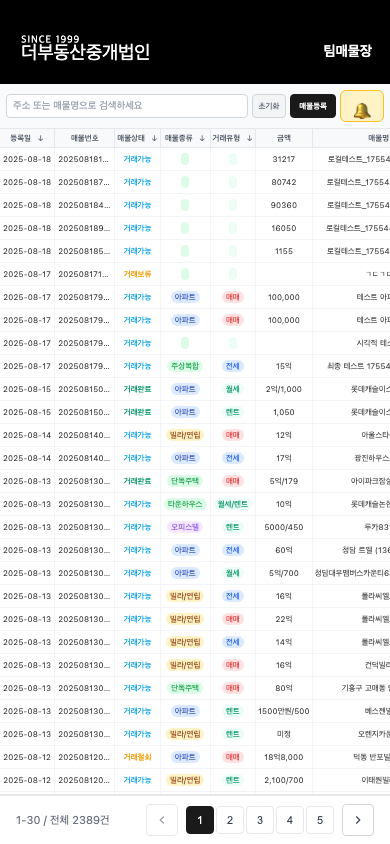 SINCE 1999
더부동산중개법인
팀매물장
주소 또는 매물명으로 검색하세요 초기화 매물등록
등록일 ↓ 매물번호 매물상태 ↓ 매물종류 ↓ 거래유형 ↓ 금액 매물명
2025-08-18 202508181... 거래가능 31217 로컬테스트_17554
2025-08-18 202508187... 거래가능 80742 로컬테스트_17554
2025-08-18 202508184... 거래가능 90360 로컬테스트_17554
2025-08-18 202508189... 거래가능 16050 로컬테스트_17554
2025-08-18 202508185... 거래가능 1155 로컬테스트_17554
2025-08-17 202508171... 거래보류 ㄱㄷㄱㄷ
2025-08-17 202508179... 거래가능 아파트 매매 100,000 테스트 아파
2025-08-17 202508179... 거래가능 아파트 매매 100,000 테스트 아파
2025-08-17 202508179... 거래가능 시각적 테스
2025-08-17 202508179... 거래가능 주상복합 전세 15억 최종 테스트 17554
2025-08-15 202508150... 거래완료 아파트 월세 2억/1,000 롯데캐슬이스
2025-08-15 202508150... 거래완료 아파트 렌트 1,050 롯데캐슬이스
2025-08-14 202508140... 거래가능 빌라/연립 매매 12억 아울스타
2025-08-14 202508140... 거래가능 아파트 전세 17억 광진하우스
2025-08-13 202508130... 거래완료 단독주택 매매 5억/179 아이파크잠실
2025-08-13 202508130... 거래가능 타운하우스 월세/렌트 10억 롯데캐슬논현
2025-08-13 202508130... 거래가능 오피스텔 렌트 5000/450 루카831
2025-08-13 202508130... 거래가능 아파트 전세 60억 청담 르엘 (136
2025-08-13 202508130... 거래가능 아파트 월세 5억/700 청담대우멤버스카운티6
2025-08-13 202508130... 거래가능 빌라/연립 전세 16억 폴라씨엘
2025-08-13 202508130... 거래가능 빌라/연립 매매 22억 폴라씨엘
2025-08-13 202508130... 거래가능 빌라/연립 전세 14억 폴라씨엘
2025-08-13 202508130... 거래가능 빌라/연립 매매 16억 건덕빌라
2025-08-13 202508130... 거래가능 단독주택 매매 80억 기흥구 고매동
2025-08-13 202508130... 거래가능 아파트 렌트 1500만원/500 베스젠빌
2025-08-13 202508130... 거래가능 빌라/연립 렌트 미정 오렌지카운
2025-08-12 202508120... 거래철회 아파트 매매 18억8,000 덕동 반포빌
2025-08-12 202508120... 거래가능 빌라/연립 렌트 2,100/700 이태원빌
1-30 / 전체 2389건 1 2 3 4 5